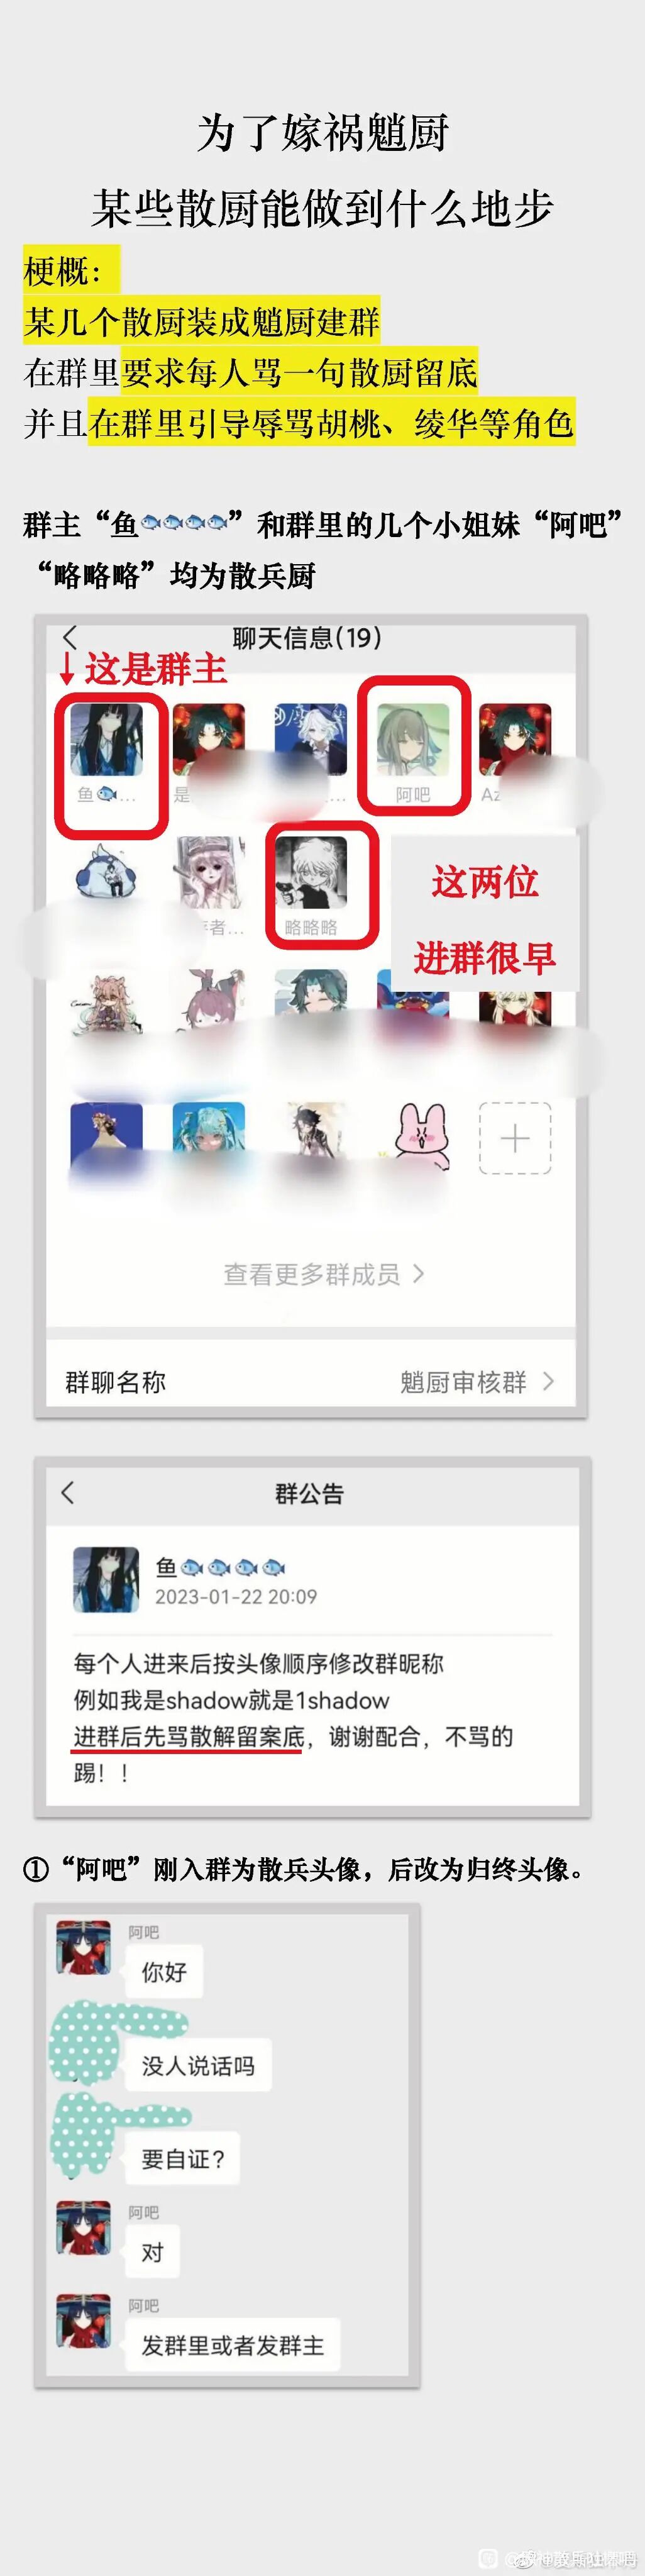 为了嫁祸魈厨
某些散厨能做到什么地步
梗概：
某几个散厨装成魈厨建群
在群里要求每人骂一句散厨留底
并且在群里引导辱骂胡桃、绫华等角色
群主“鱼🐟🐟🐟🐟”和群里的几个小姐妹“阿吧”
“略略略”均为散兵厨
聊天信息(19)
↓这是群主
鱼🐟...
是
...
阿吧
Az
者...
略略略
这两位
进群很早
查看更多群成员
群聊名称
魈厨审核群
群公告
鱼🐟🐟🐟🐟
2023-01-22 20:09
每个人进来后按头像顺序修改群昵称
例如我是shadow就是1shadow
进群后先骂散解留案底，谢谢配合，不骂的
踢！！
①“阿吧”刚入群为散兵头像，后改为归终头像。
阿吧
你好
没人说话吗
要自证？
阿吧
对
阿吧
发群里或者发群主